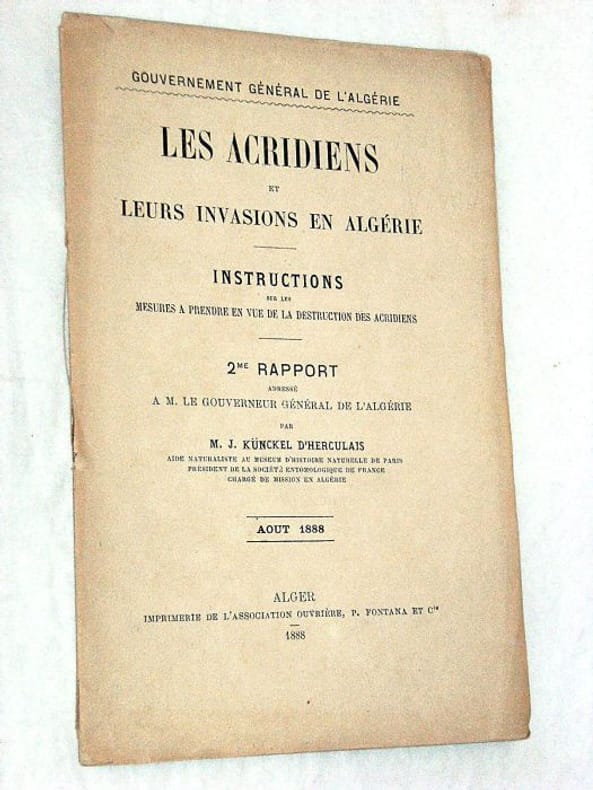 GOUVERNEMENT GÉNÉRAL DE L'ALGÉRIE
LES ACRIDIENS
ET
LEURS INVASIONS EN ALGÉRIE
INSTRUCTIONS
SUR LES
MESURES A PRENDRE EN VUE DE LA DESTRUCTION DES ACRIDIENS
2ME RAPPORT
ADRESSÉ
A M. LE GOUVERNEUR GÉNÉRAL DE L'ALGÉRIE
PAR
M. J. KÜNCKEL D'HERCULAIS
AIDE NATURALISTE AU MUSEUM D'HISTOIRE NATURELLE DE PARIS
PRÉSIDENT DE LA SOCIÉTÉ ENTOMOLOGIQUE DE FRANCE
CHARGÉ DE MISSION EN ALGÉRIE
AOUT 1888
ALGER
IMPRIMERIE DE L'ASSOCIATION OUVRIÈRE, P. FONTANA ET Cie
1888